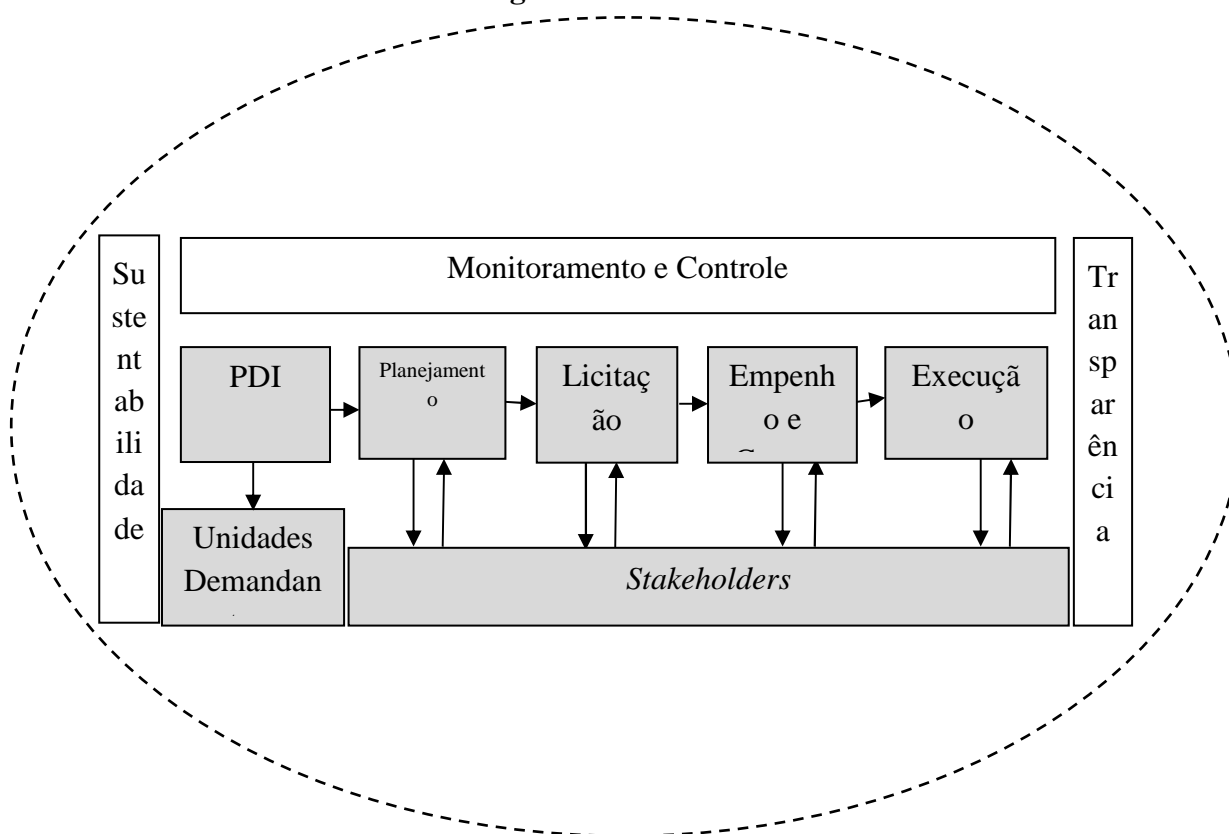 Monitoramento e Controle
Su
ste
nt
ab
ili
da
de
PDI
Planejament
o
Licitaç
ão
Empenh
o e
Execuçã
o
Unidades
Demandan
Stakeholders
Tr
an
sp
ar
ên
ci
a